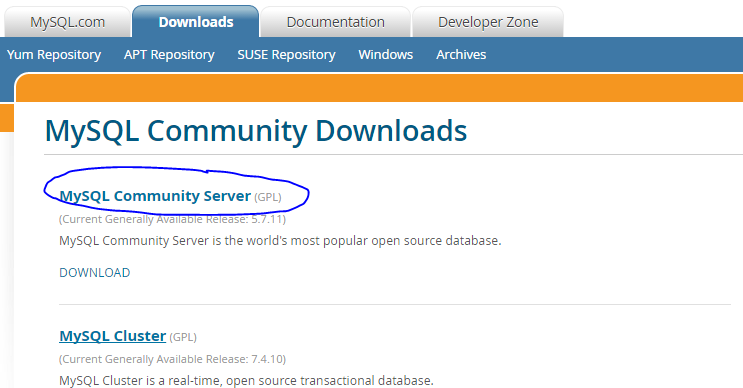 MySQL.com Downloads Documentation Developer Zone
Yum Repository APT Repository SUSE Repository Windows Archives
MySQL Community Downloads
MySQL Community Server (GPL)
(Current Generally Available Release: 5.7.11)
MySQL Community Server is the world's most popular open source database.
DOWNLOAD
MySQL Cluster (GPL)
(Current Generally Available Release: 7.4.10)
MySQL Cluster is a real-time, open source transactional database.